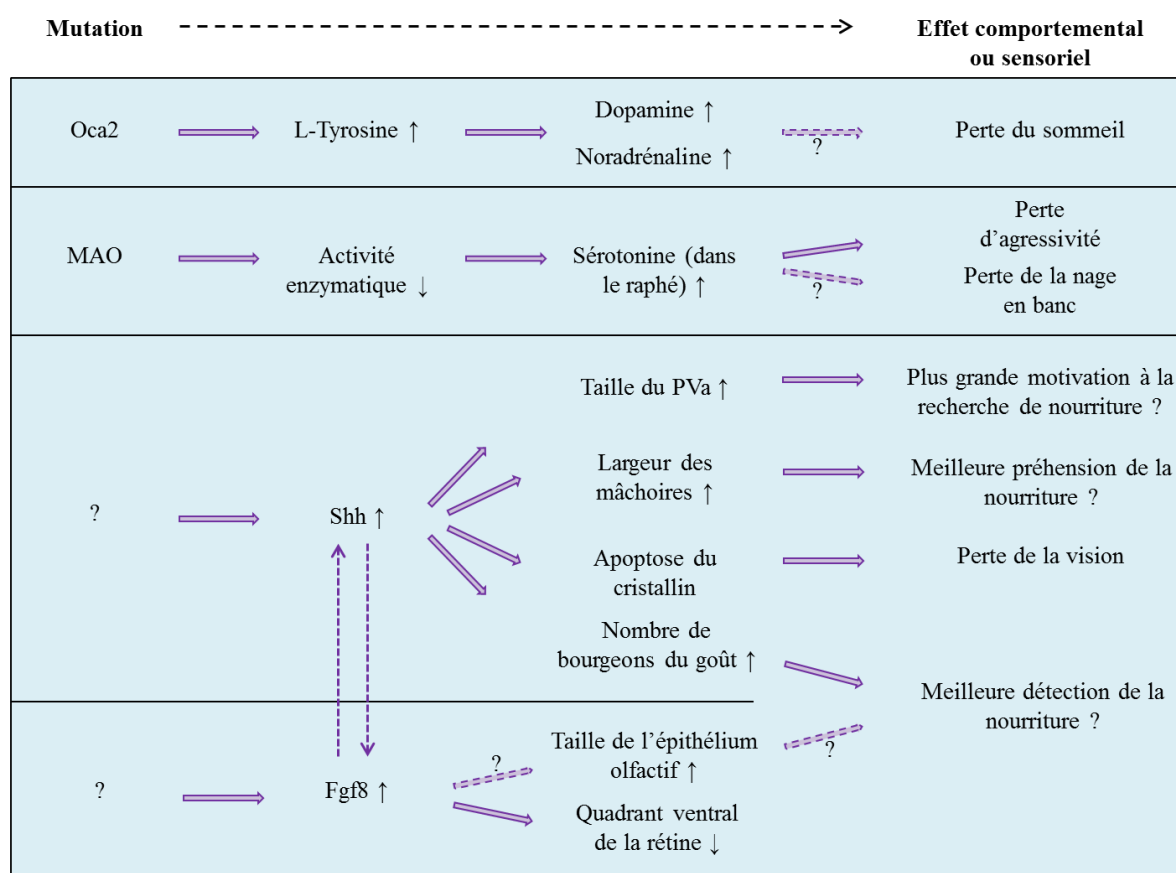 Mutation
Effet comportemental
ou sensoriel
Oca2
L-Tyrosine ↑
Dopamine ↑
Noradrénaline ↑
?
Perte du sommeil
MAO
Activité
enzymatique ↓
Sérotonine (dans
le raphé) ↑
?
Perte
d'agressivité
Perte de la nage
en banc
?
Shh ↑
Taille du PVa ↑
Plus grande motivation à la
recherche de nourriture ?
Largeur des
mâchoires ↑
Meilleure préhension de la
nourriture ?
Apoptose du
cristallin
Perte de la vision
Nombre de
bourgeons du goût ↑
Meilleure détection de la
nourriture ?
?
Fgf8 ↑
?
Taille de l'épithélium
olfactif ↑
?
Quadrant ventral
de la rétine ↓